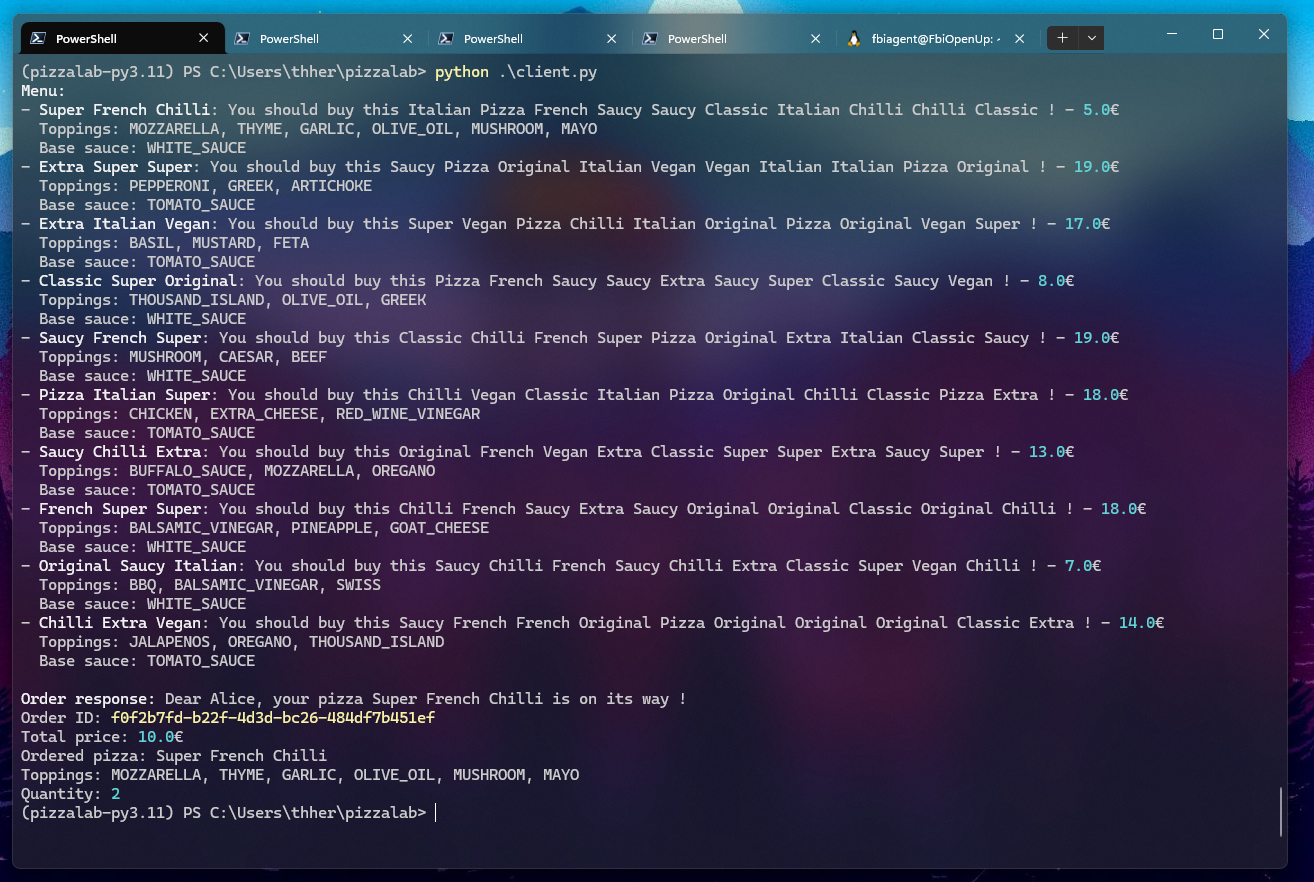 PowerShell
PowerShell
PowerShell
PowerShell
fbiagent@FbiOpenUp: ~
(pizzalab-py3.11) PS C:\Users\thher\pizzalab> python .\client.py
Menu:
- Super French Chilli: You should buy this Italian Pizza French Saucy Saucy Classic Italian Chilli Chilli Classic ! - 5.0€
Toppings: MOZZARELLA, THYME, GARLIC, OLIVE_OIL, MUSHROOM, MAYO
Base sauce: WHITE_SAUCE
- Extra Super Super: You should buy this Saucy Pizza Original Italian Vegan Vegan Italian Italian Pizza Original ! - 19.0€
Toppings: PEPPERONI, GREEK, ARTICHOKE
Base sauce: TOMATO_SAUCE
- Extra Italian Vegan: You should buy this Super Vegan Pizza Chilli Italian Original Pizza Original Vegan Super ! - 17.0€
Toppings: BASIL, MUSTARD, FETA
Base sauce: TOMATO_SAUCE
- Classic Super Original: You should buy this Pizza French Saucy Saucy Extra Saucy Super Classic Saucy Vegan ! - 8.0€
Toppings: THOUSAND_ISLAND, OLIVE_OIL, GREEK
Base sauce: WHITE_SAUCE
- Saucy French Super: You should buy this Classic Chilli French Super Pizza Original Extra Italian Classic Saucy ! - 19.0€
Toppings: MUSHROOM, CAESAR, BEEF
Base sauce: WHITE_SAUCE
- Pizza Italian Super: You should buy this Chilli Vegan Classic Italian Pizza Original Chilli Classic Pizza Extra ! - 18.0€
Toppings: CHICKEN, EXTRA_CHEESE, RED_WINE_VINEGAR
Base sauce: TOMATO_SAUCE
- Saucy Chilli Extra: You should buy this Original French Vegan Extra Classic Super Super Extra Saucy Super ! - 13.0€
Toppings: BUFFALO_SAUCE, MOZZARELLA, OREGANO
Base sauce: TOMATO_SAUCE
- French Super Super: You should buy this Chilli French Saucy Extra Saucy Original Original Classic Original Chilli ! - 18.0€
Toppings: BALSAMIC_VINEGAR, PINEAPPLE, GOAT_CHEESE
Base sauce: WHITE_SAUCE
- Original Saucy Italian: You should buy this Saucy Chilli French Saucy Chilli Extra Classic Super Vegan Chilli ! - 7.0€
Toppings: BBQ, BALSAMIC_VINEGAR, SWISS
Base sauce: WHITE_SAUCE
- Chilli Extra Vegan: You should buy this Saucy French French Original Pizza Original Original Original Classic Extra ! - 14.0€
Toppings: JALAPENOS, OREGANO, THOUSAND_ISLAND
Base sauce: TOMATO_SAUCE
Order response: Dear Alice, your pizza Super French Chilli is on its way !
Order ID: f0f2b7fd-b22f-4d3d-bc26-484df7b451ef
Total price: 10.0€
Ordered pizza: Super French Chilli
Toppings: MOZZARELLA, THYME, GARLIC, OLIVE_OIL, MUSHROOM, MAYO
Quantity: 2
(pizzalab-py3.11) PS C:\Users\thher\pizzalab>